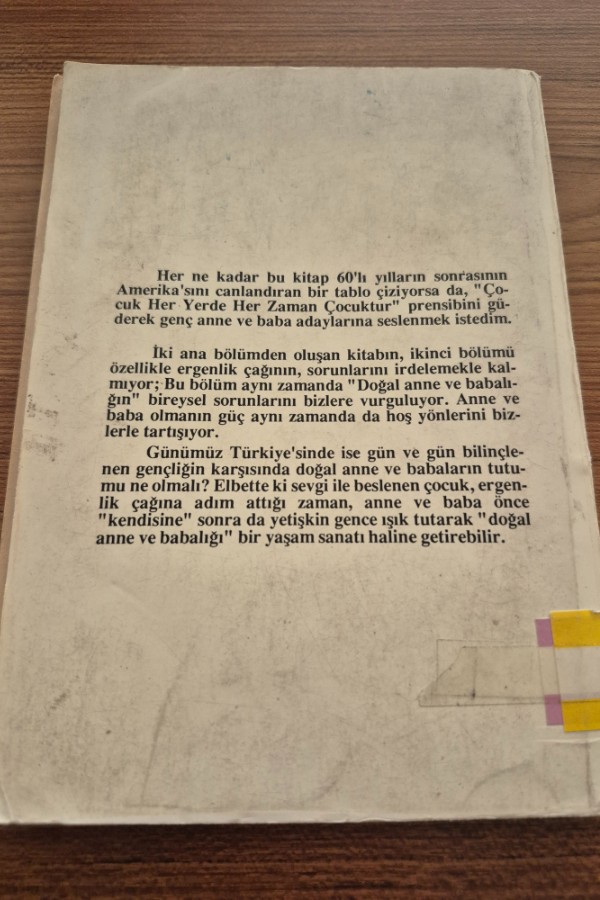 Her ne kadar bu kitap 60'lı yılların sonrasının
Amerika'sını canlandıran bir tablo çiziyorsa da, "Ço-
cuk Her Yerde Her Zaman Çocuktur" prensibini gü-
derek genç anne ve baba adaylarına seslenmek istedim.
İki ana bölümden oluşan kitabın, ikinci bölümü
özellikle ergenlik çağının, sorunlarını irdelemekle kal-
mıyor; Bu bölüm aynı zamanda "Doğal anne ve babalı-
ğın" bireysel sorunlarını bizlere vurguluyor. Anne ve
baba olmanın güç aynı zamanda da hoş yönlerini biz-
lerle tartışıyor.
Günümüz Türkiye'sinde ise gün ve gün bilinçle-
nen gençliğin karşısında doğal anne ve babaların tutu-
mu ne olmalı? Elbette ki sevgi ile beslenen çocuk, ergen-
lik çağına adım attığı zaman, anne ve baba önce
"kendisine" sonra da yetişkin gence ışık tutarak "doğal
anne ve babalığı" bir yaşam sanatı haline getirebilir.